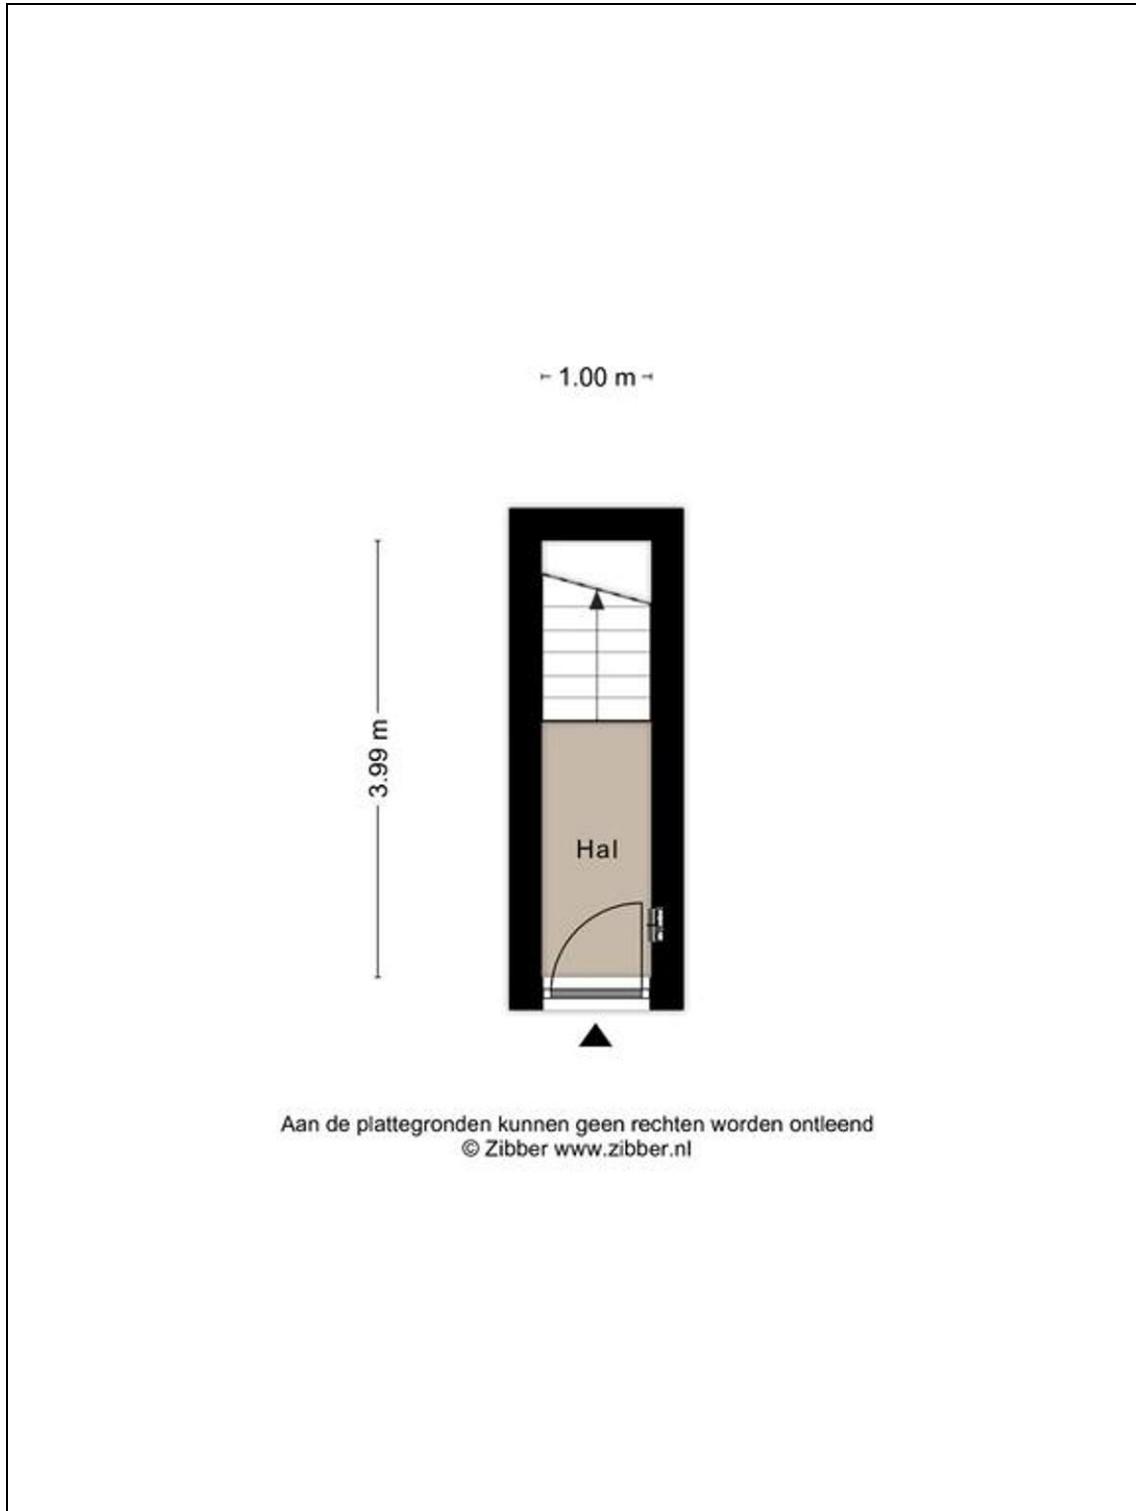 1.00 m
3.99 m
Hal
Aan de plattegronden kunnen geen rechten worden ontleend
© Zibber www.zibber.nl